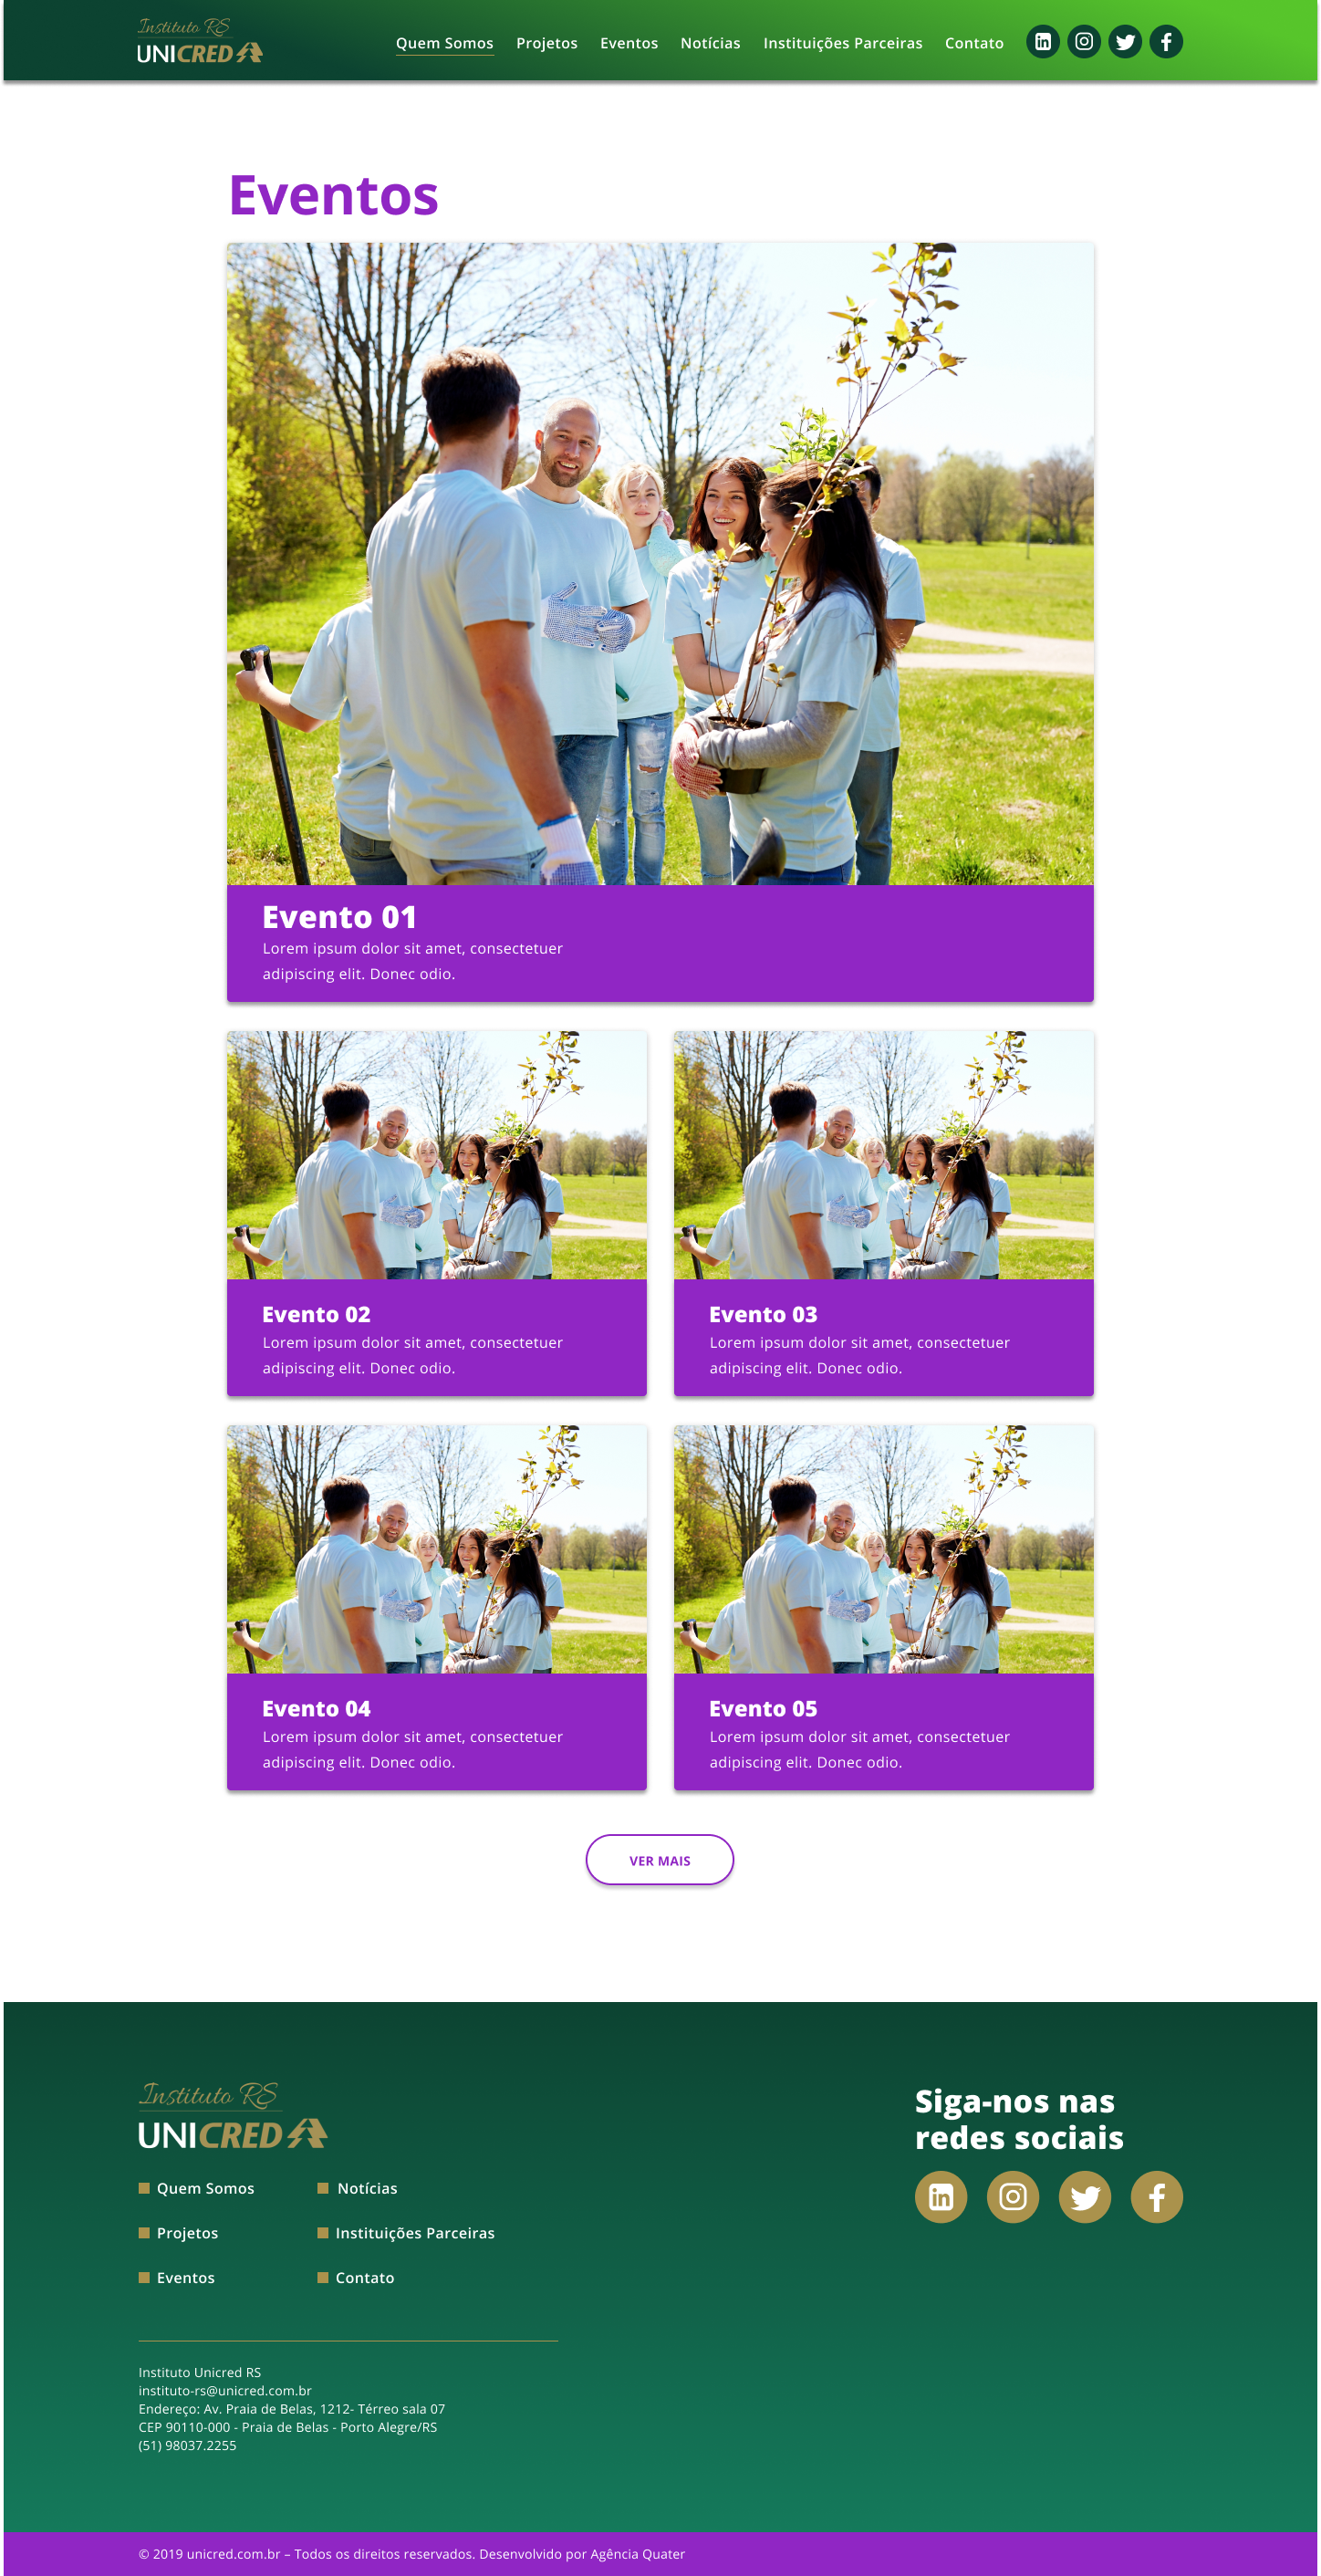 Instituto RS
UNICRED
Quem Somos
Projetos
Eventos
Notícias
Instituições Parceiras
Contato
Eventos
Evento 01
Lorem ipsum dolor sit amet, consectetuer
adipiscing elit. Donec odio.
Evento 02
Lorem ipsum dolor sit amet, consectetuer
adipiscing elit. Donec odio.
Evento 03
Lorem ipsum dolor sit amet, consectetuer
adipiscing elit. Donec odio.
Evento 04
Lorem ipsum dolor sit amet, consectetuer
adipiscing elit. Donec odio.
Evento 05
Lorem ipsum dolor sit amet, consectetuer
adipiscing elit. Donec odio.
VER MAIS
Instituto RS
UNICRED
Quem Somos
Projetos
Eventos
Notícias
Instituições Parceiras
Contato
Siga-nos nas
redes sociais
Instituto Unicred RS
instituto-rs@unicred.com.br
Endereço: Av. Praia de Belas, 1212- Térreo sala 07
CEP 90110-000 - Praia de Belas - Porto Alegre/RS
(51) 98037.2255
© 2019 unicred.com.br – Todos os direitos reservados. Desenvolvido por Agência Quater